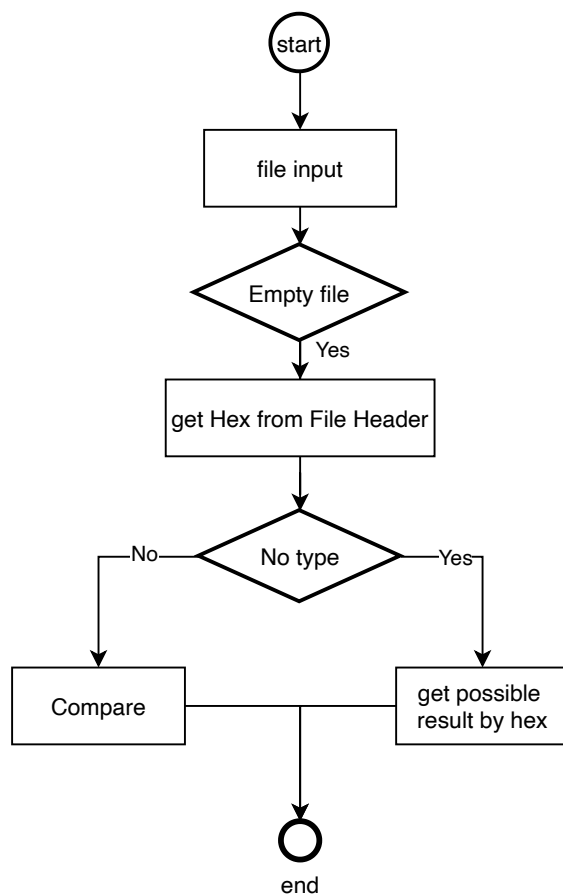 start
file input
Empty file
Yes
get Hex from File Header
No type
No
Yes
Compare
get possible
result by hex
end